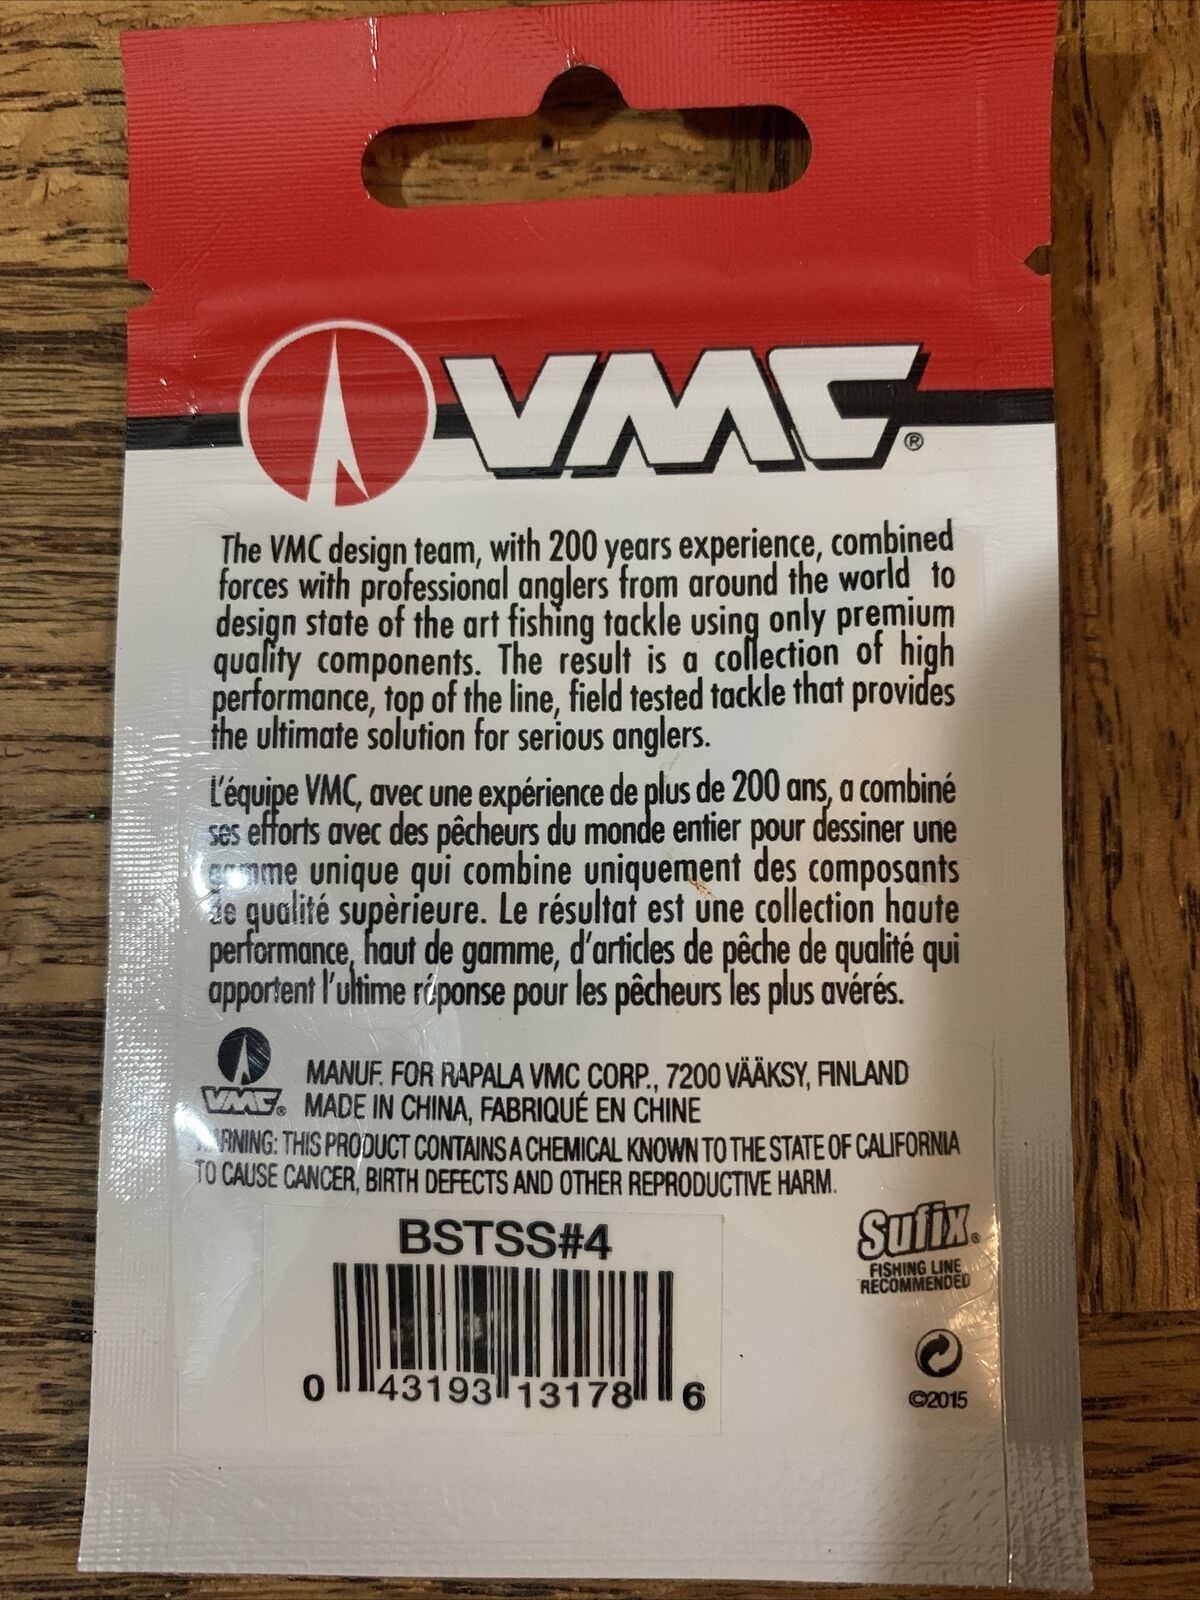 VMC®
The VMC design team, with 200 years experience, combined
forces with professional anglers from around the world to
design state of the art fishing tackle using only premium
quality components. The result is a collection of high
performance, top of the line, field tested tackle that provides
the ultimate solution for serious anglers.
L'équipe VMC, avec une expérience de plus de 200 ans, a combiné
ses efforts avec des pêcheurs du monde entier pour dessiner une
gamme unique qui combine uniquement des composants
de qualité supèrieure. Le résultat est une collection haute
performance, haut de gamme, d'articles de pêche de qualité qui
apportent l'ultime réponse pour les pêcheurs les plus avérés.
VMC®
MANUF. FOR RAPALA VMC CORP., 7200 VÄÄKSY, FINLAND
MADE IN CHINA, FABRIQUÉ EN CHINE
WARNING: THIS PRODUCT CONTAINS A CHEMICAL KNOWN TO THE STATE OF CALIFORNIA
TO CAUSE CANCER, BIRTH DEFECTS AND OTHER REPRODUCTIVE HARM.
BSTSS#4
0 43193 13178 6
Sufix®
FISHING LINE
RECOMMENDED
©2015